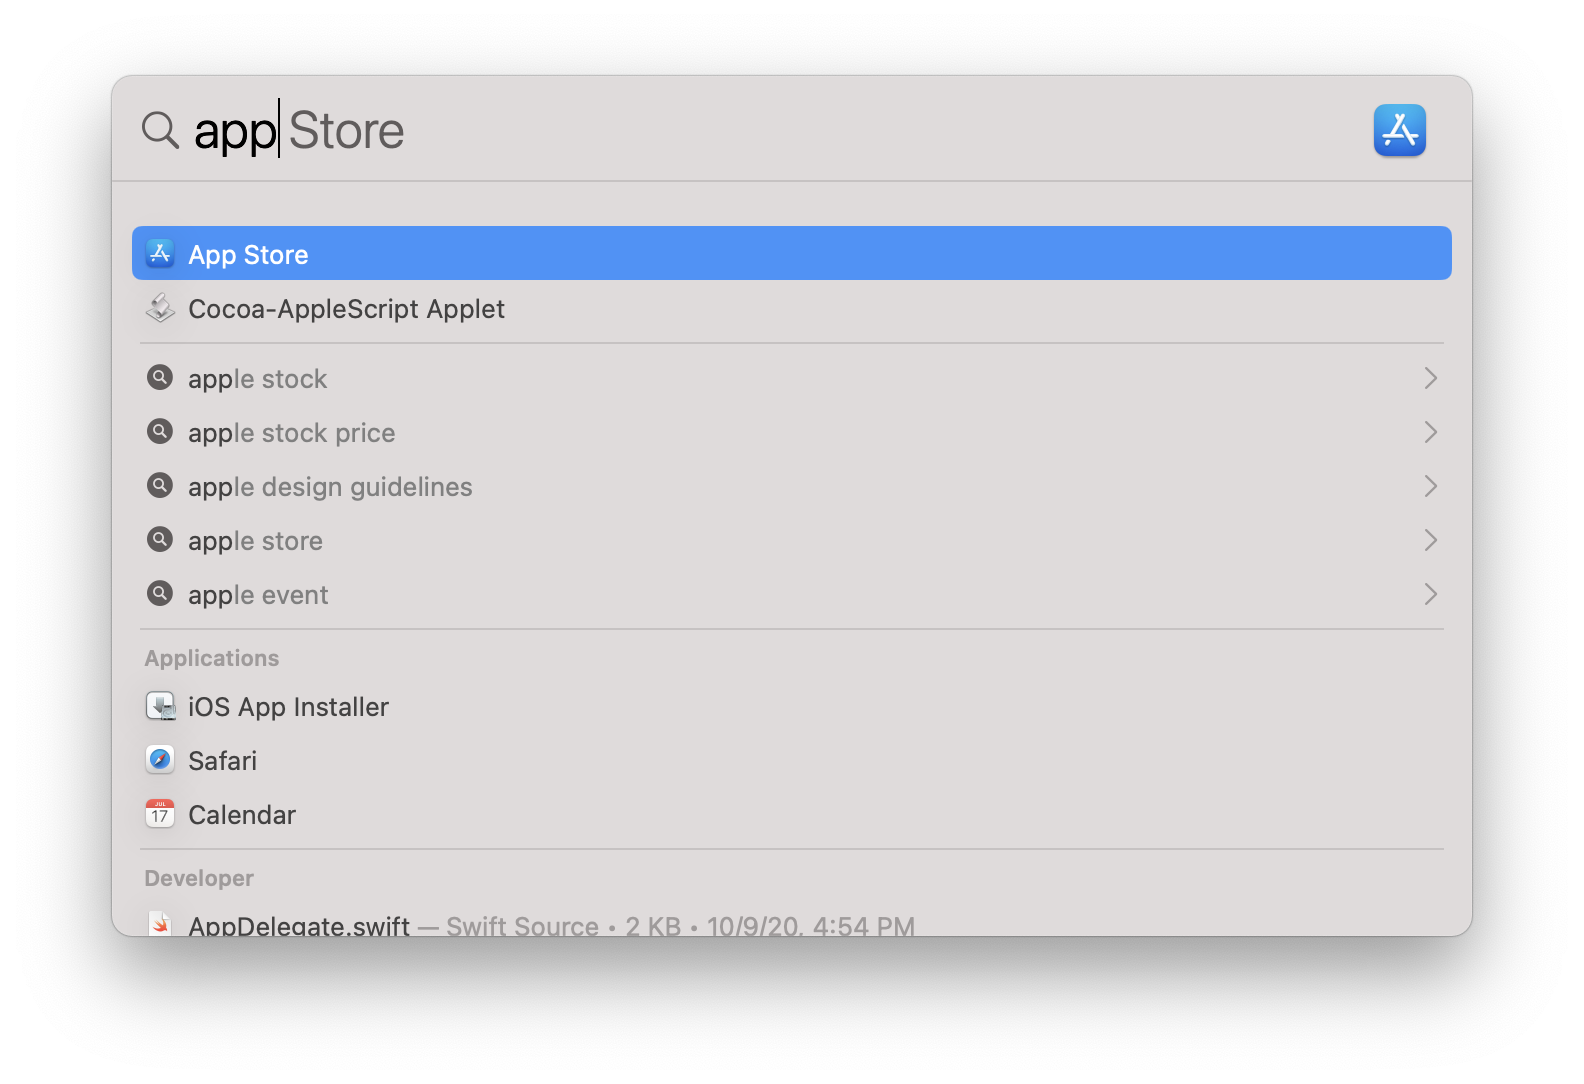 app Store
App Store
Cocoa-AppleScript Applet
apple stock
apple stock price
apple design guidelines
apple store
apple event
Applications
iOS App Installer
Safari
JUL
17
Calendar
Developer
AppDelegate.swift — Swift Source • 2 KB • 10/9/20, 4:54 PM